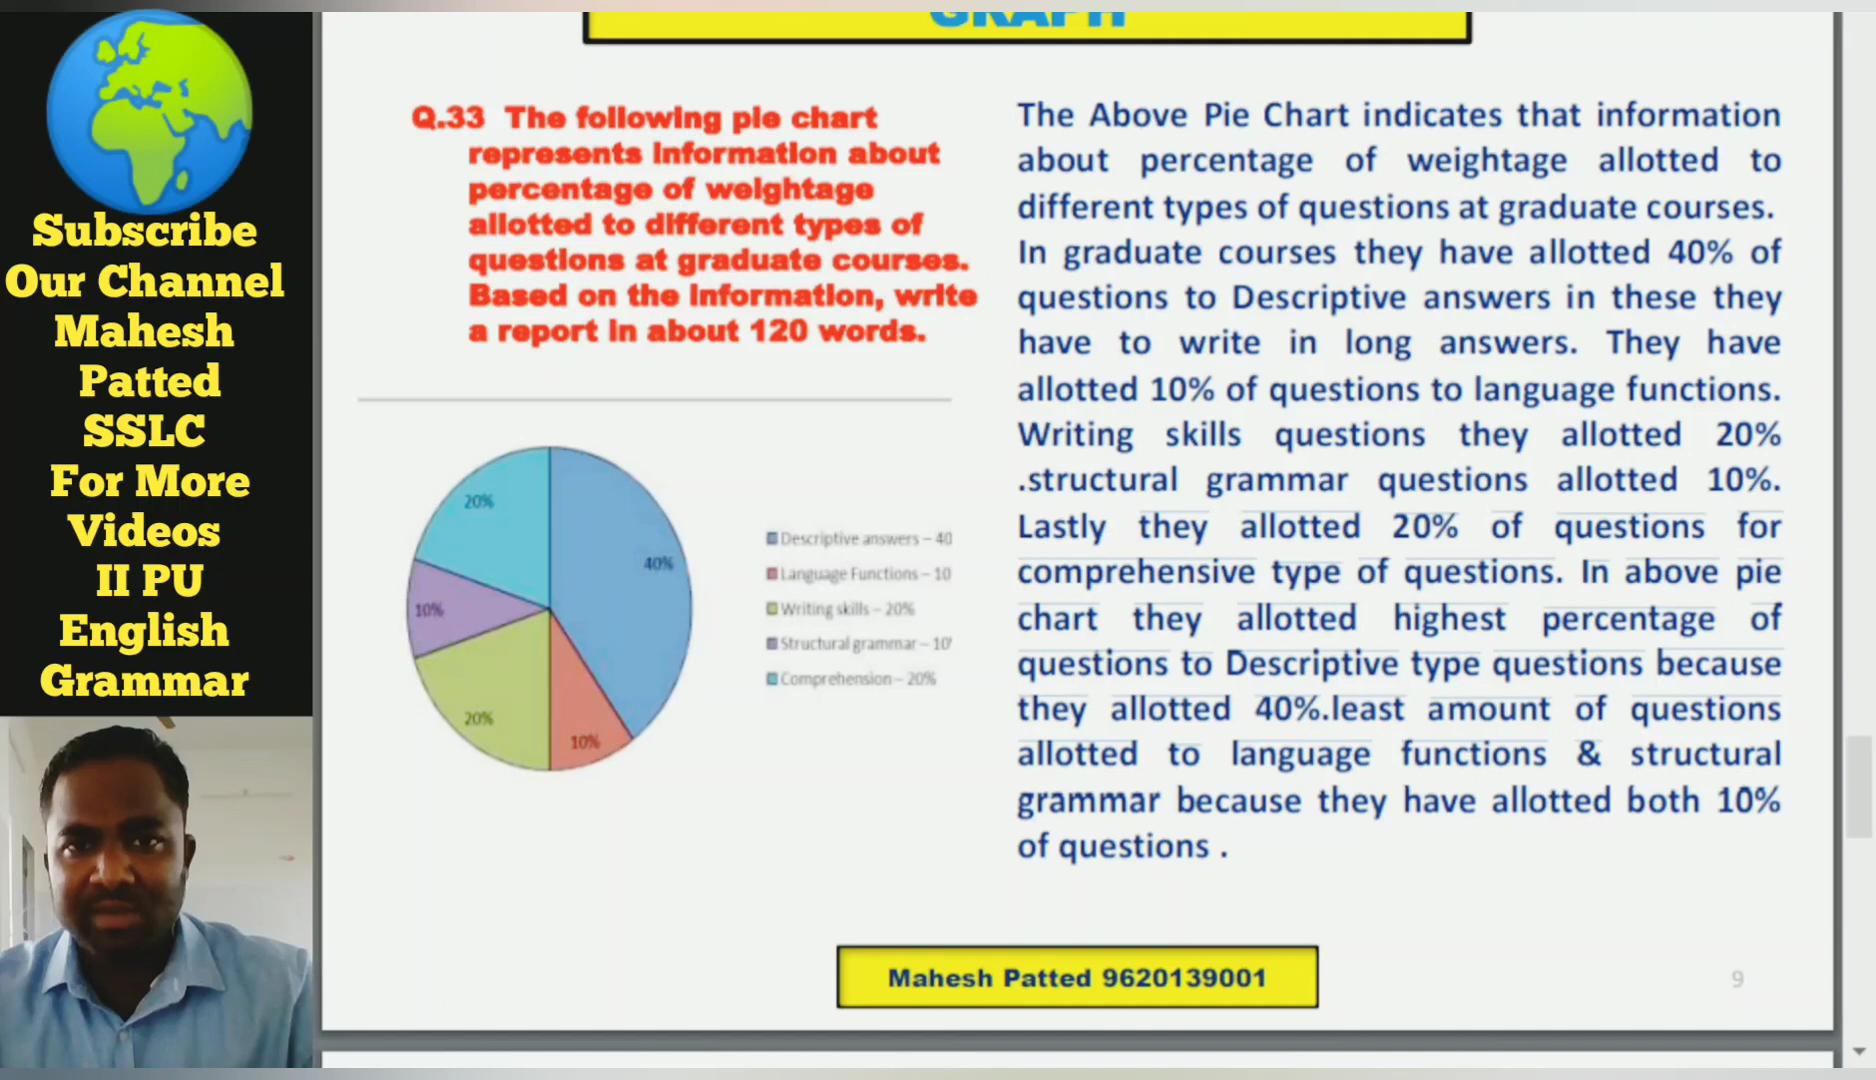 GRAPH
Subscribe
Our Channel
Mahesh
Patted
SSLC
For More
Videos
II PU
English
Grammar
Q.33 The following pie chart
represents information about
percentage of weightage
allotted to different types of
questions at graduate courses.
Based on the information, write
a report in about 120 words.
20%
40%
10%
20%
10%
Descriptive answers – 40
Language Functions – 10
Writing skills – 20%
Structural grammar – 10
Comprehension – 20%
The Above Pie Chart indicates that information
about percentage of weightage allotted to
different types of questions at graduate courses.
In graduate courses they have allotted 40% of
questions to Descriptive answers in these they
have to write in long answers. They have
allotted 10% of questions to language functions.
Writing skills questions they allotted 20%
.structural grammar questions allotted 10%.
Lastly they allotted 20% of questions for
comprehensive type of questions. In above pie
chart they allotted highest percentage of
questions to Descriptive type questions because
they allotted 40%.least amount of questions
allotted to language functions & structural
grammar because they have allotted both 10%
of questions .
Mahesh Patted 9620139001
9